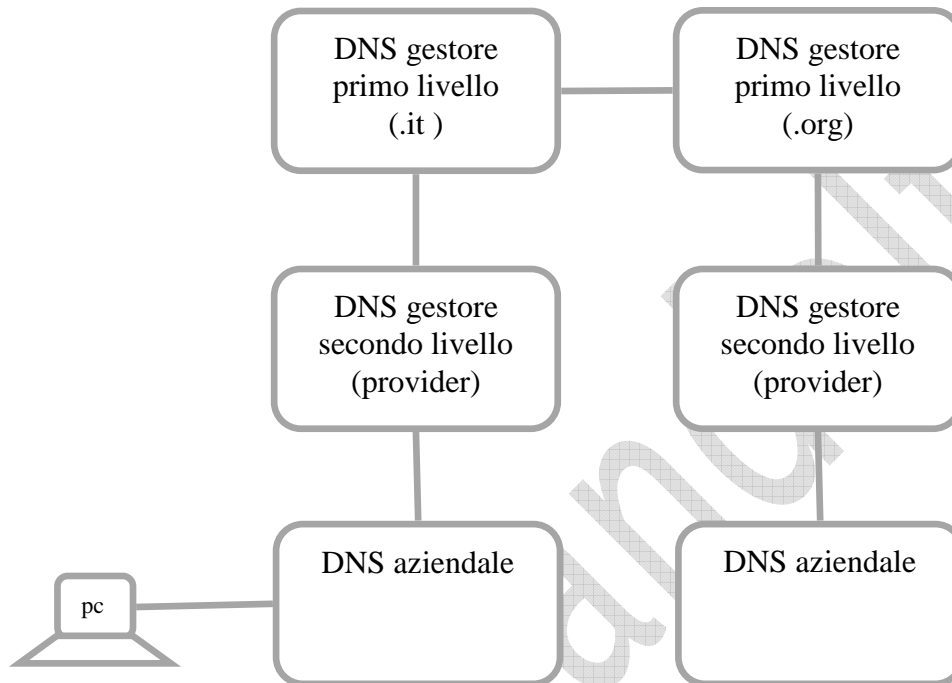 DNS gestore
primo livello
(.it )
DNS gestore
primo livello
(.org)
DNS gestore
secondo livello
(provider)
DNS gestore
secondo livello
(provider)
DNS aziendale
DNS aziendale
pc